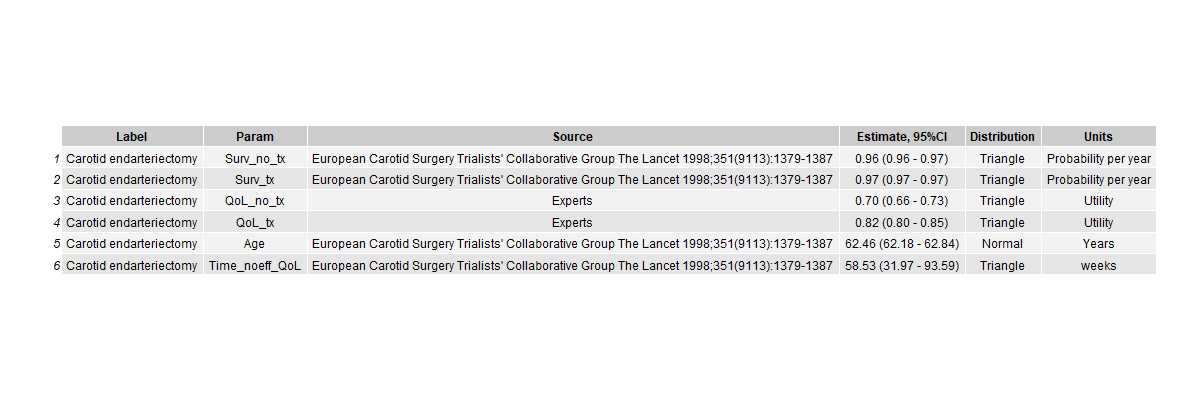 Label Param Source Estimate, 95%CI Distribution Units
1 Carotid endarteriectomy Surv_no_tx European Carotid Surgery Trialists' Collaborative Group The Lancet 1998;351(9113):1379-1387 0.96 (0.96 - 0.97) Triangle Probability per year
2 Carotid endarteriectomy Surv_tx European Carotid Surgery Trialists' Collaborative Group The Lancet 1998;351(9113):1379-1387 0.97 (0.97 - 0.97) Triangle Probability per year
3 Carotid endarteriectomy QoL_no_tx Experts 0.70 (0.66 - 0.73) Triangle Utility
4 Carotid endarteriectomy QoL_tx Experts 0.82 (0.80 - 0.85) Triangle Utility
5 Carotid endarteriectomy Age European Carotid Surgery Trialists' Collaborative Group The Lancet 1998;351(9113):1379-1387 62.46 (62.18 - 62.84) Normal Years
6 Carotid endarteriectomy Time_noeff_QoL European Carotid Surgery Trialists' Collaborative Group The Lancet 1998;351(9113):1379-1387 58.53 (31.97 - 93.59) Triangle weeks